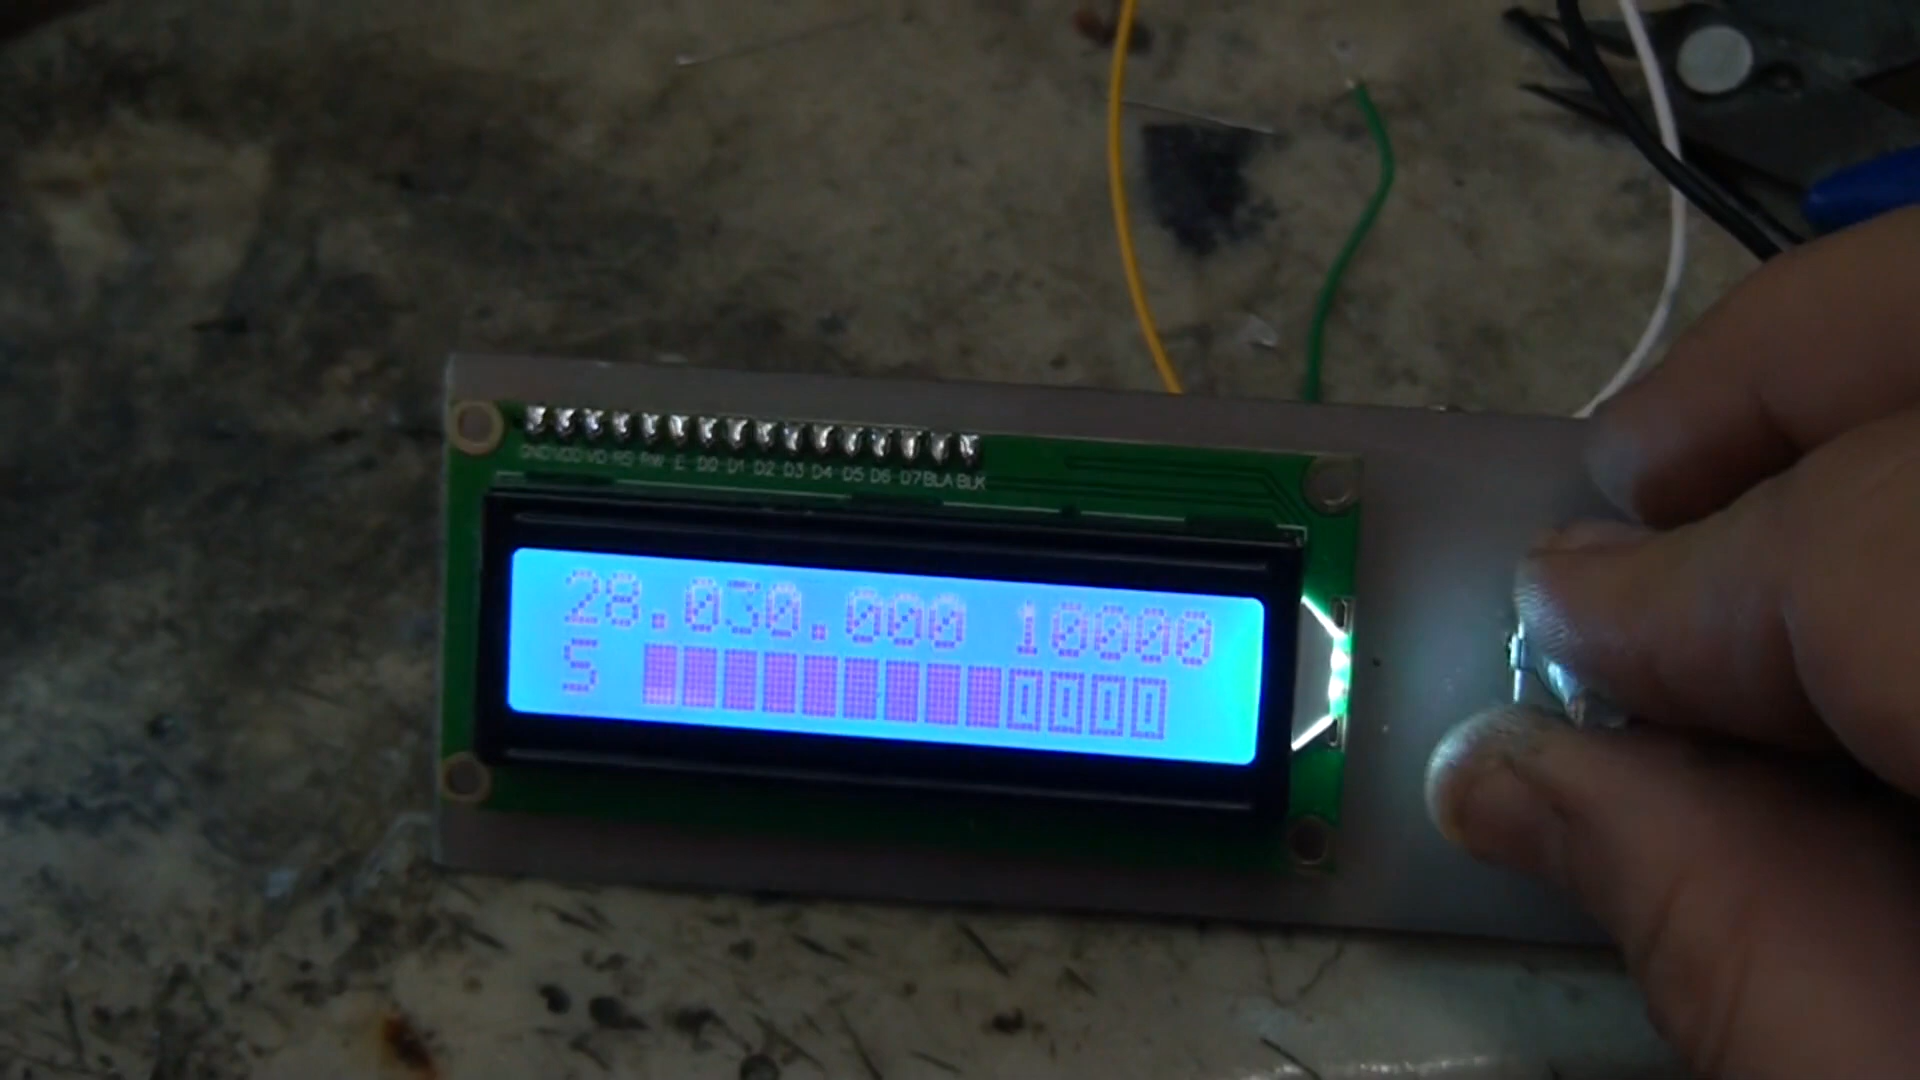 GND VDD VO RS RW E D0 D1 D2 D3 D4 D5 D6 D7 BLA BLK
28.030.000 10000
S